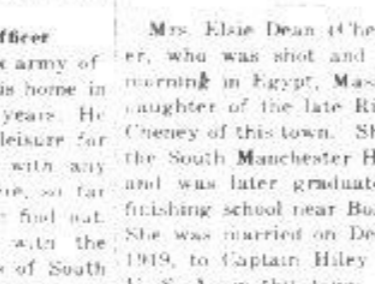 fficer
army of
is home in
years. He
leisure for
with any
re, so far
find out.
with the
s of South
Mrs. Elsie Dean (Che
er, who was shot and
morning in Egypt, Mas
daughter of the late Ri
Cheney of this town. Sh
the South Manchester H
and was later graduate
finishing school near Bo
She was married on De
1919, to Captain Hiley